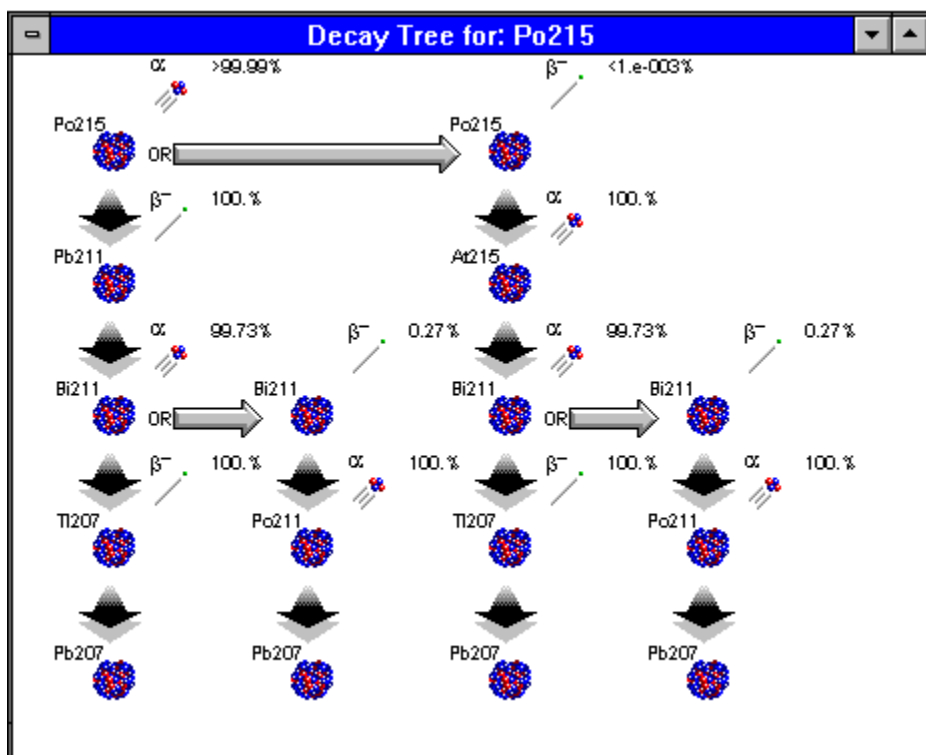 Decay Tree for: Po215
α >99.99% β⁻ <1.e-003%
Po215 OR Po215
β⁻ 100.% α 100.%
Pb211 At215
α 99.73% β⁻ 0.27% α 99.73% β⁻ 0.27%
Bi211 OR Bi211 Bi211 OR Bi211
β⁻ 100.% α 100.% β⁻ 100.% α 100.%
Tl207 Po211 Tl207 Po211
Pb207 Pb207 Pb207 Pb207